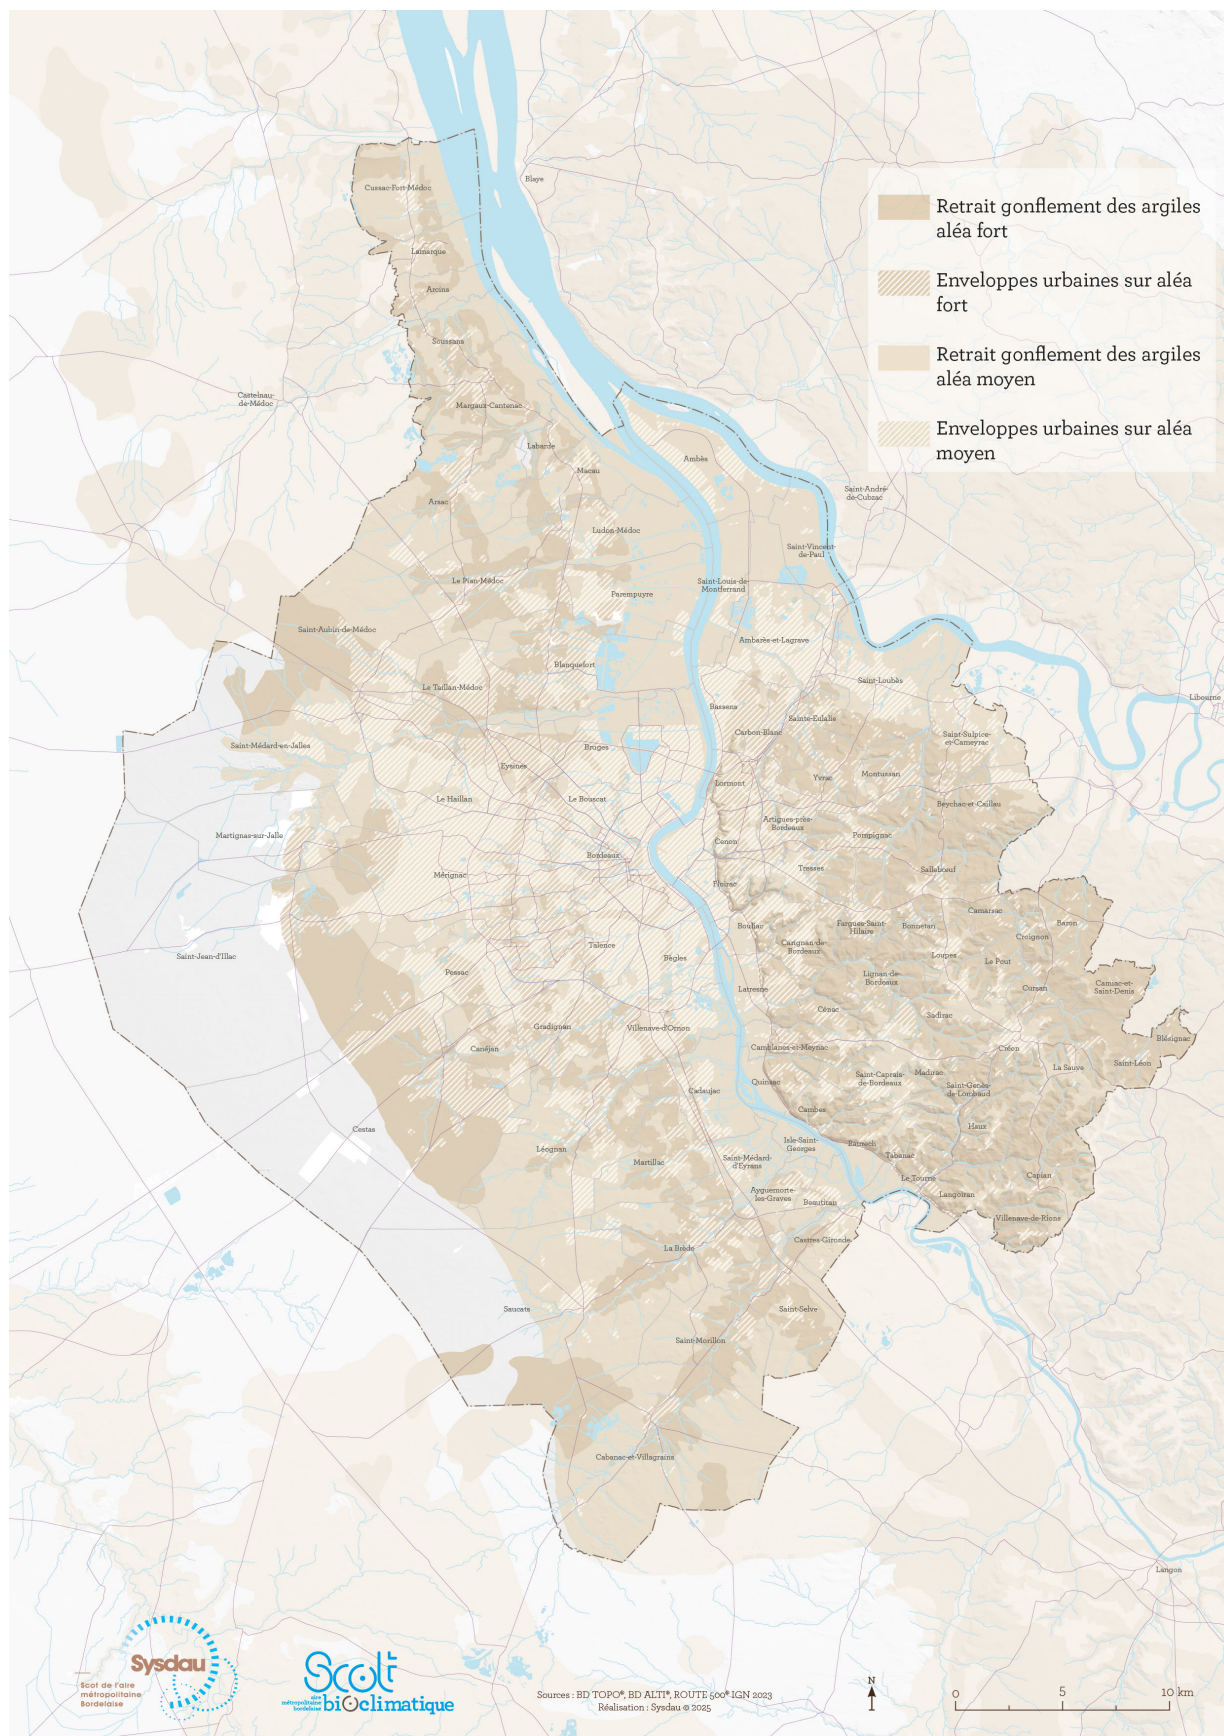 Blaye
Cussac-Fort-Médoc
Retrait gonflement des argiles
aléa fort
Enveloppes urbaines sur aléa
fort
Retrait gonflement des argiles
aléa moyen
Enveloppes urbaines sur aléa
moyen
Lamarque
Arcins
Soussans
Castelnau-
de-Médoc
Margaux-Cantenac
Labarde
Macau
Ambès
Saint-André-
de-Cubzac
Arsac
Ludon-Médoc
Saint-Vincent-
de-Paul
Le Pian-Médoc
Parempuyre
Saint-Louis-de-
Montferrand
Saint-Aubin-de-Médoc
Ambarès-et-Lagrave
Blanquefort
Saint-Loubès
Le Taillan-Médoc
Libourne
Bassens
Sainte-Eulalie
Carbon-Blanc
Saint-Sulpice-
et-Cameyrac
Saint-Médard-en-Jalles
Bruges
Eysines
Yvrac
Montussan
Lormont
Le Haillan
Le Bouscat
Beychac-et-Caillau
Artigues-près-
Bordeaux
Martignas-sur-Jalle
Pompignac
Cenon
Bordeaux
Mérignac
Tresses
Sallebœuf
Floirac
Camarsac
Bouliac
Fargues-Saint-
Hilaire
Bonnetan
Baron
Croignon
Carignan-de-
Bordeaux
Talence
Saint-Jean-d'Illac
Bègles
Loupes
Le Pout
Pessac
Lignan-de-
Bordeaux
Latresne
Cursan
Camiac-et-
Saint-Denis
Cénac
Sadirac
Gradignan
Villenave-d'Ornon
Blésignac
Canéjan
Camblanes-et-Meynac
Créon
Saint-Léon
La Sauve
Saint-Caprais-
de-Bordeaux
Madirac
Quinsac
Saint-Genès-
de-Lombaud
Cadaujac
Cambes
Cestas
Haux
Léognan
Isle-Saint-
Georges
Baurech
Tabanac
Martillac
Saint-Médard-
d'Eyrans
Le Tourne
Capian
Ayguemorte-
les-Graves
Beautiran
Langoiran
Villenave-de-Rions
La Brède
Castres-Gironde
Saucats
Saint-Selve
Saint-Morillon
Cabanac-et-Villagrains
Langon
Sysdau
Scot de l'aire
métropolitaine
Bordelaise
Scot
aire
métropolitaine
bordelaise
bioclimatique
Sources : BD TOPO®, BD ALTI®, ROUTE 500® IGN 2023
Réalisation : Sysdau © 2025
N
0 5 10 km